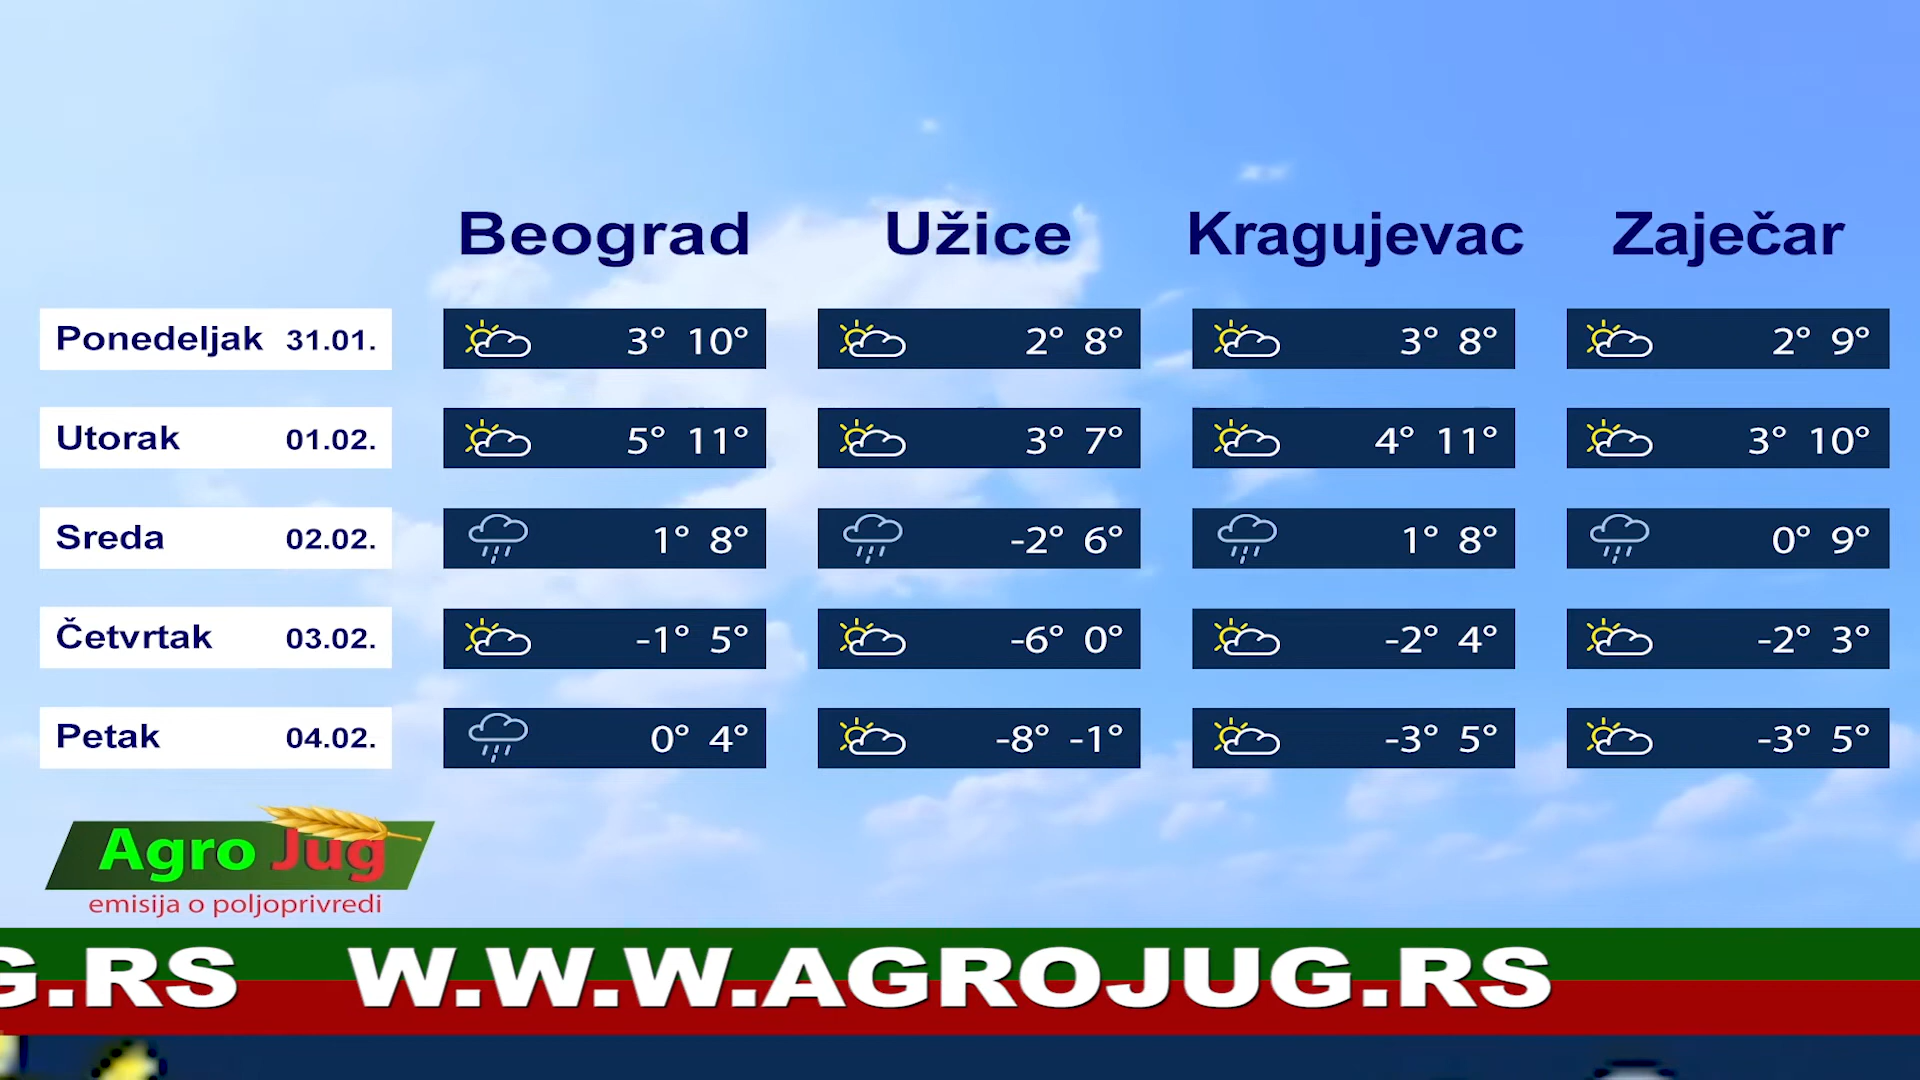 Beograd Užice Kragujevac Zaječar
Ponedeljak 31.01. 3° 10° 2° 8° 3° 8° 2° 9°
Utorak 01.02. 5° 11° 3° 7° 4° 11° 3° 10°
Sreda 02.02. 1° 8° -2° 6° 1° 8° 0° 9°
Četvrtak 03.02. -1° 5° -6° 0° -2° 4° -2° 3°
Petak 04.02. 0° 4° -8° -1° -3° 5° -3° 5°
Agro Jug
emisija o poljoprivredi
G.RS W.W.W.AGROJUG.RS